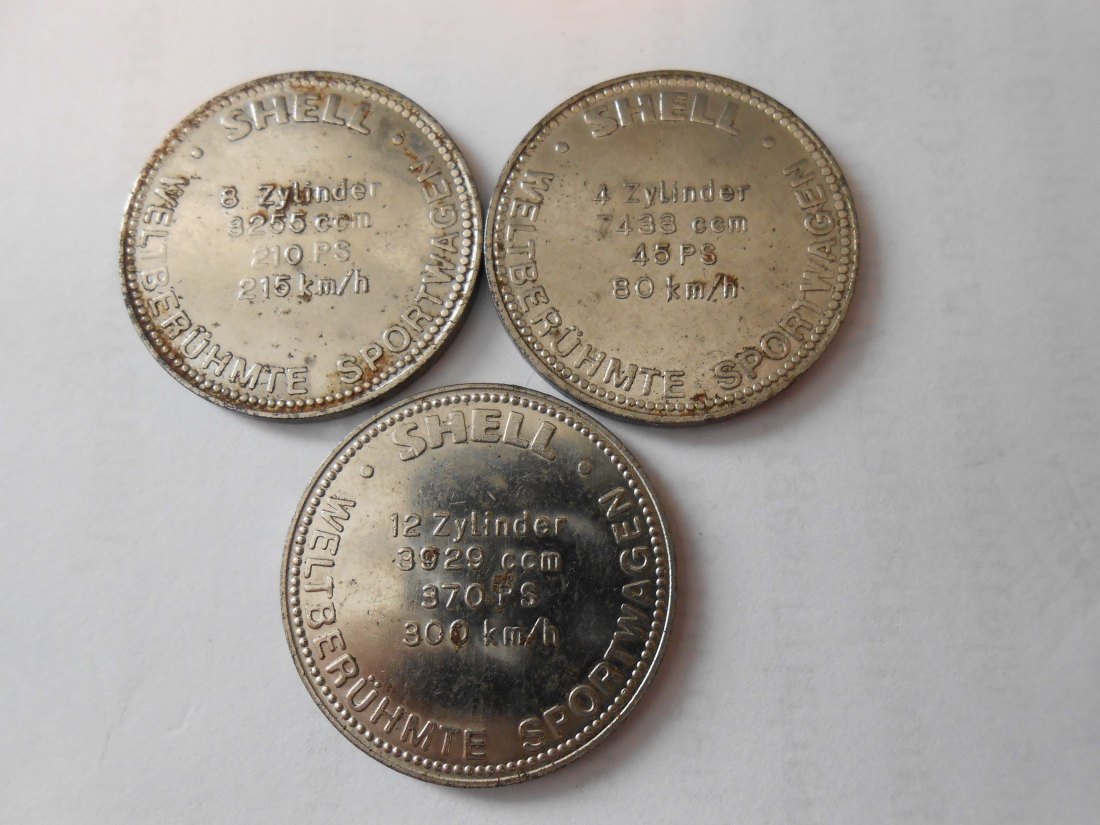 SHELL
8 Zylinder
3255 ccm
210 PS
215 km/h
WELTBERÜHMTE SPORTWAGEN
SHELL
4 Zylinder
7433 ccm
45 PS
80 km/h
WELTBERÜHMTE SPORTWAGEN
SHELL
12 Zylinder
3929 ccm
370 PS
300 km/h
WELTBERÜHMTE SPORTWAGEN